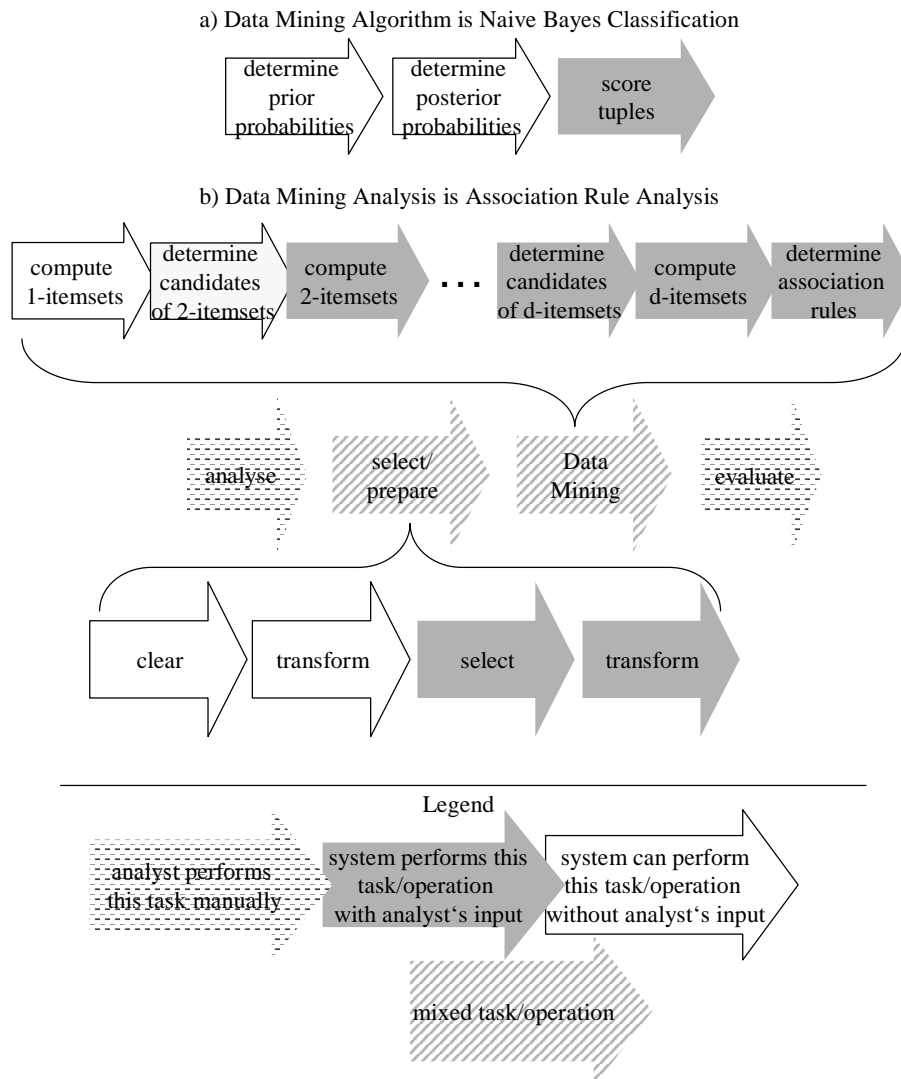 a) Data Mining Algorithm is Naive Bayes Classification
determine
prior
probabilities
determine
posterior
probabilities
score
tuples
b) Data Mining Analysis is Association Rule Analysis
compute
1-itemsets
determine
candidates
of 2-itemsets
compute
2-itemsets
...
determine
candidates
of d-itemsets
compute
d-itemsets
determine
association
rules
analyse
select/
prepare
Data
Mining
evaluate
clear
transform
select
transform
Legend
analyst performs
this task manually
system performs this
task/operation
with analyst‘s input
system can perform
this task/operation
without analyst‘s input
mixed task/operation